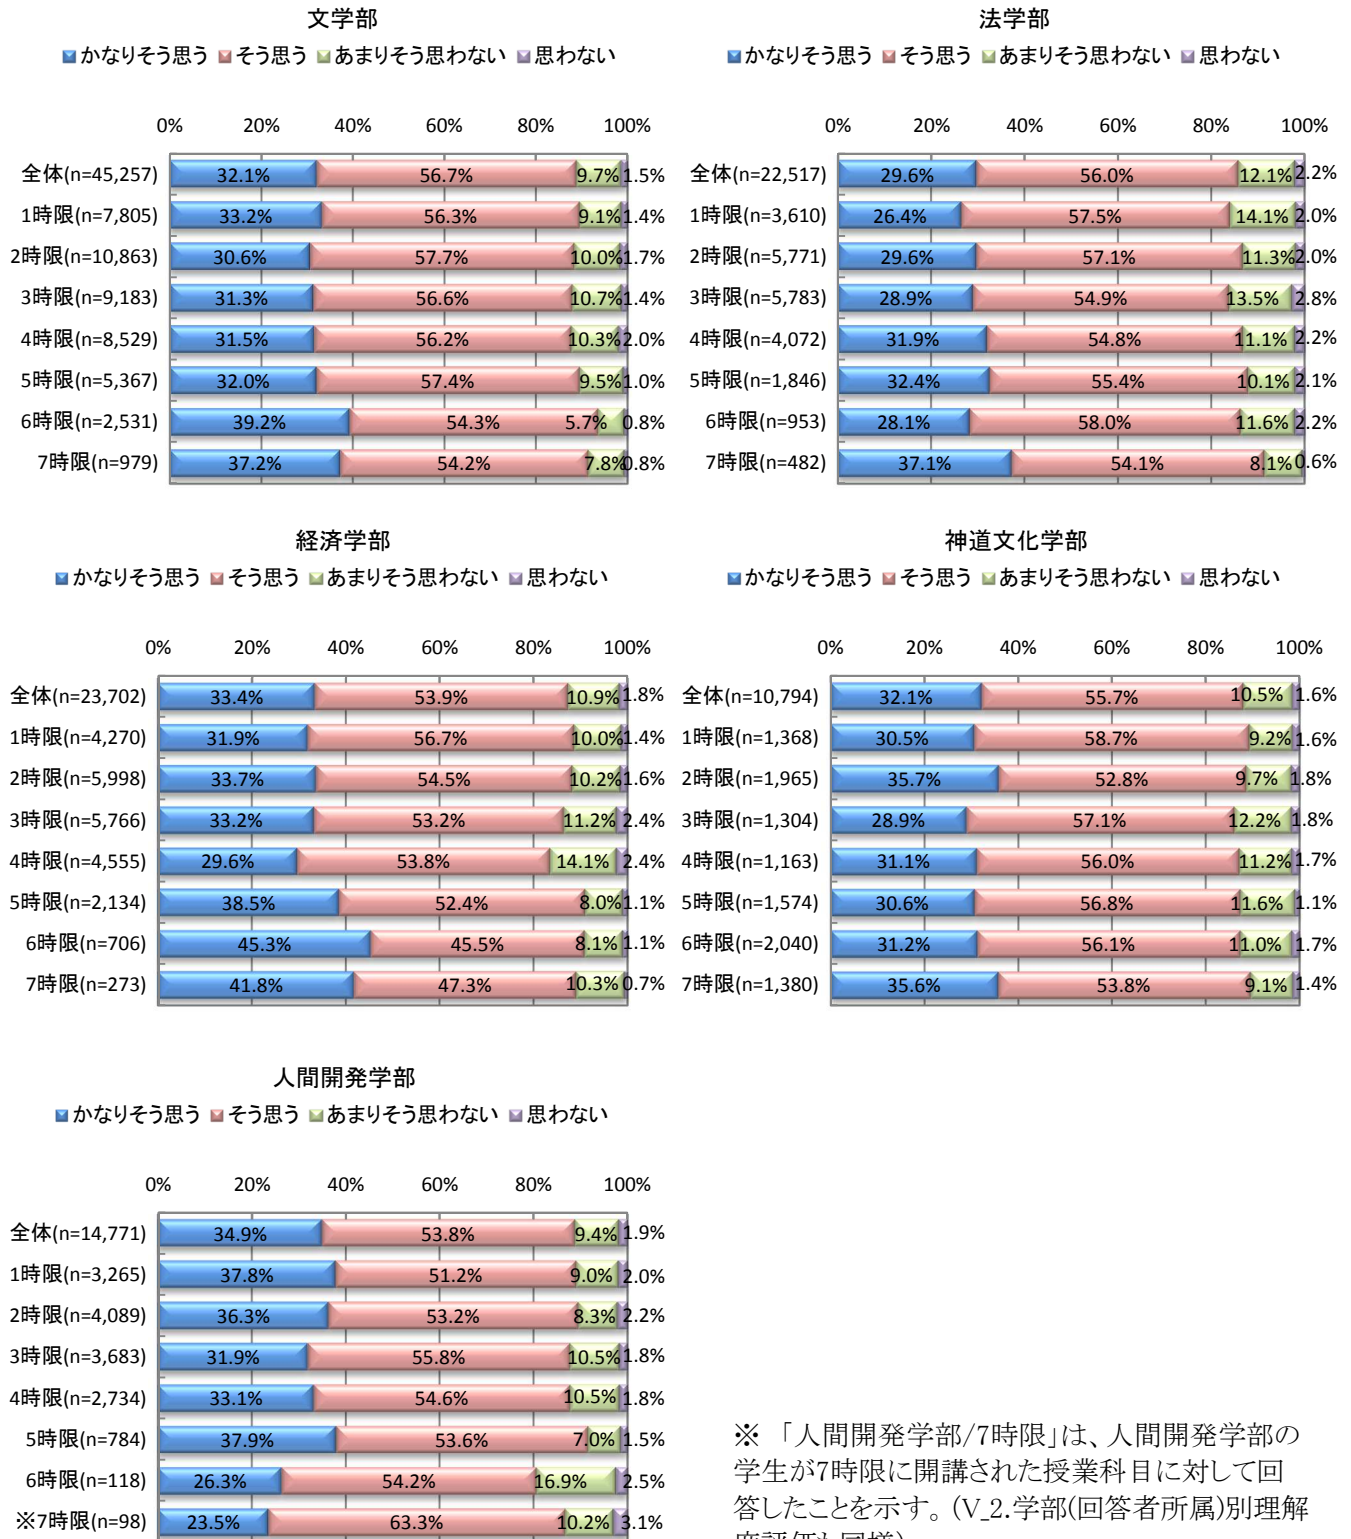 文学部
かなりそう思う そう思う あまりそう思わない 思わない
0% 20% 40% 60% 80% 100%
全体(n=45,257) 32.1% 56.7% 9.7% 1.5%
1時限(n=7,805) 33.2% 56.3% 9.1% 1.4%
2時限(n=10,863) 30.6% 57.7% 10.0% 1.7%
3時限(n=9,183) 31.3% 56.6% 10.7% 1.4%
4時限(n=8,529) 31.5% 56.2% 10.3% 2.0%
5時限(n=5,367) 32.0% 57.4% 9.5% 1.0%
6時限(n=2,531) 39.2% 54.3% 5.7% 0.8%
7時限(n=979) 37.2% 54.2% 7.8% 0.8%
法学部
かなりそう思う そう思う あまりそう思わない 思わない
0% 20% 40% 60% 80% 100%
全体(n=22,517) 29.6% 56.0% 12.1% 2.2%
1時限(n=3,610) 26.4% 57.5% 14.1% 2.0%
2時限(n=5,771) 29.6% 57.1% 11.3% 2.0%
3時限(n=5,783) 28.9% 54.9% 13.5% 2.8%
4時限(n=4,072) 31.9% 54.8% 11.1% 2.2%
5時限(n=1,846) 32.4% 55.4% 10.1% 2.1%
6時限(n=953) 28.1% 58.0% 11.6% 2.2%
7時限(n=482) 37.1% 54.1% 8.1% 0.6%
経済学部
かなりそう思う そう思う あまりそう思わない 思わない
0% 20% 40% 60% 80% 100%
全体(n=23,702) 33.4% 53.9% 10.9% 1.8%
1時限(n=4,270) 31.9% 56.7% 10.0% 1.4%
2時限(n=5,998) 33.7% 54.5% 10.2% 1.6%
3時限(n=5,766) 33.2% 53.2% 11.2% 2.4%
4時限(n=4,555) 29.6% 53.8% 14.1% 2.4%
5時限(n=2,134) 38.5% 52.4% 8.0% 1.1%
6時限(n=706) 45.3% 45.5% 8.1% 1.1%
7時限(n=273) 41.8% 47.3% 10.3% 0.7%
神道文化学部
かなりそう思う そう思う あまりそう思わない 思わない
0% 20% 40% 60% 80% 100%
全体(n=10,794) 32.1% 55.7% 10.5% 1.6%
1時限(n=1,368) 30.5% 58.7% 9.2% 1.6%
2時限(n=1,965) 35.7% 52.8% 9.7% 1.8%
3時限(n=1,304) 28.9% 57.1% 12.2% 1.8%
4時限(n=1,163) 31.1% 56.0% 11.2% 1.7%
5時限(n=1,574) 30.6% 56.8% 11.6% 1.1%
6時限(n=2,040) 31.2% 56.1% 11.0% 1.7%
7時限(n=1,380) 35.6% 53.8% 9.1% 1.4%
人間開発学部
かなりそう思う そう思う あまりそう思わない 思わない
0% 20% 40% 60% 80% 100%
全体(n=14,771) 34.9% 53.8% 9.4% 1.9%
1時限(n=3,265) 37.8% 51.2% 9.0% 2.0%
2時限(n=4,089) 36.3% 53.2% 8.3% 2.2%
3時限(n=3,683) 31.9% 55.8% 10.5% 1.8%
4時限(n=2,734) 33.1% 54.6% 10.5% 1.8%
5時限(n=784) 37.9% 53.6% 7.0% 1.5%
6時限(n=118) 26.3% 54.2% 16.9% 2.5%
※7時限(n=98) 23.5% 63.3% 10.2% 3.1%
※ 「人間開発学部/7時限」は、人間開発学部の
学生が7時限に開講された授業科目に対して回
答したことを示す。(V_2.学部(回答者所属)別理解